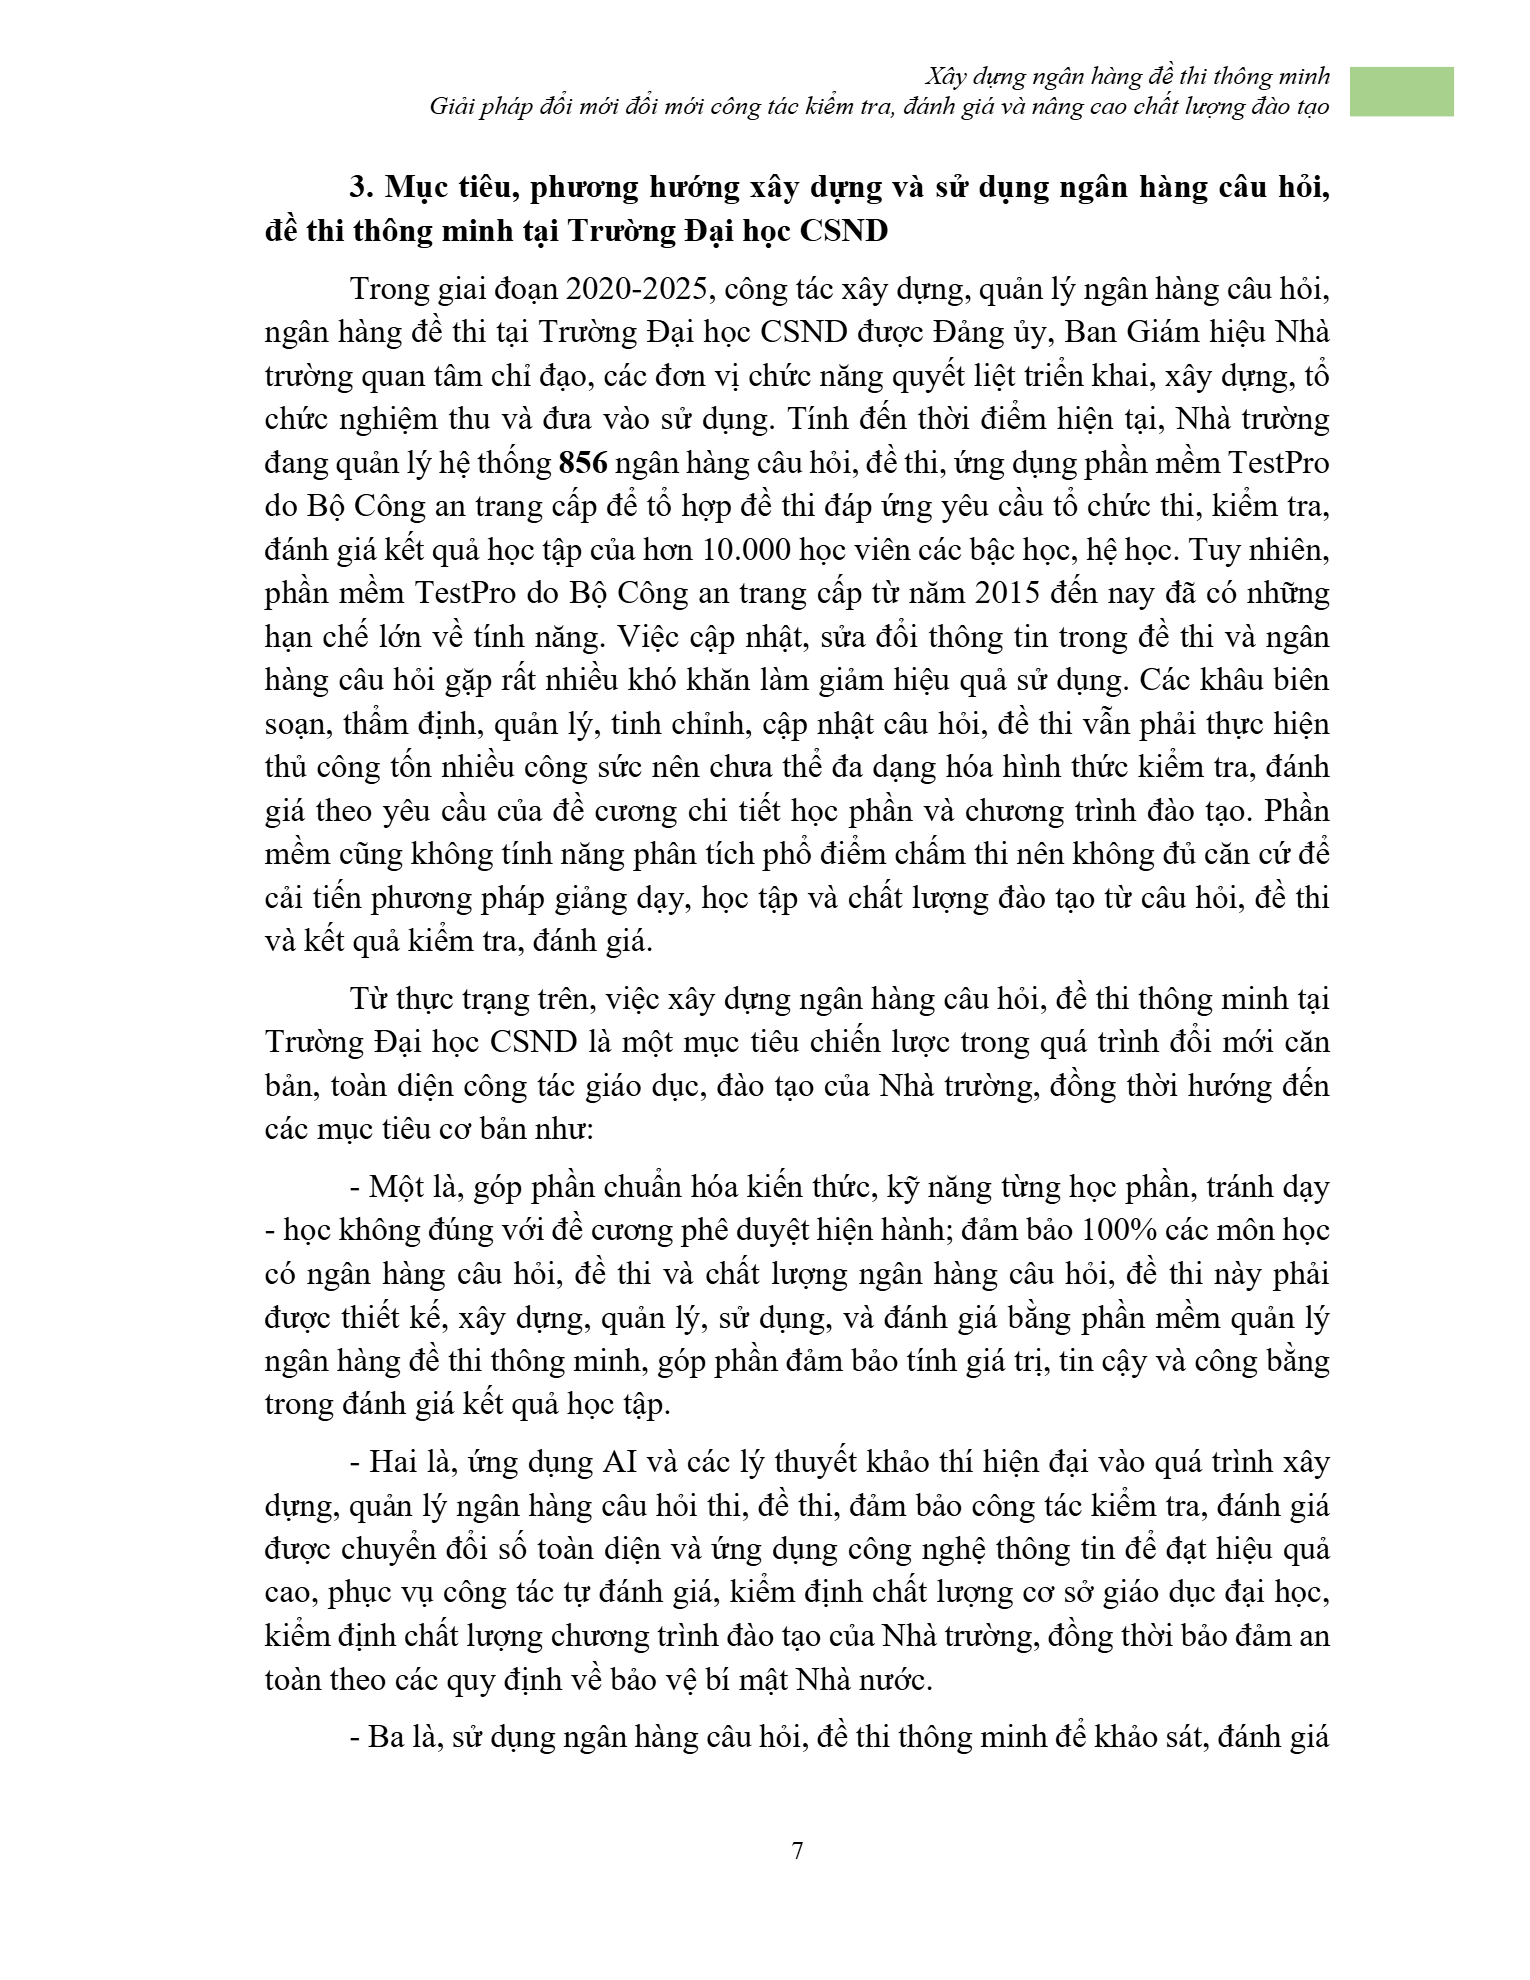 Xây dựng ngân hàng đề thi thông minh
Giải pháp đổi mới đổi mới công tác kiểm tra, đánh giá và nâng cao chất lượng đào tạo
3. Mục tiêu, phương hướng xây dựng và sử dụng ngân hàng câu hỏi,
đề thi thông minh tại Trường Đại học CSND
Trong giai đoạn 2020-2025, công tác xây dựng, quản lý ngân hàng câu hỏi,
ngân hàng đề thi tại Trường Đại học CSND được Đảng ủy, Ban Giám hiệu Nhà
trường quan tâm chỉ đạo, các đơn vị chức năng quyết liệt triển khai, xây dựng, tổ
chức nghiệm thu và đưa vào sử dụng. Tính đến thời điểm hiện tại, Nhà trường
đang quản lý hệ thống 856 ngân hàng câu hỏi, đề thi, ứng dụng phần mềm TestPro
do Bộ Công an trang cấp để tổ hợp đề thi đáp ứng yêu cầu tổ chức thi, kiểm tra,
đánh giá kết quả học tập của hơn 10.000 học viên các bậc học, hệ học. Tuy nhiên,
phần mềm TestPro do Bộ Công an trang cấp từ năm 2015 đến nay đã có những
hạn chế lớn về tính năng. Việc cập nhật, sửa đổi thông tin trong đề thi và ngân
hàng câu hỏi gặp rất nhiều khó khăn làm giảm hiệu quả sử dụng. Các khâu biên
soạn, thẩm định, quản lý, tinh chỉnh, cập nhật câu hỏi, đề thi vẫn phải thực hiện
thủ công tốn nhiều công sức nên chưa thể đa dạng hóa hình thức kiểm tra, đánh
giá theo yêu cầu của đề cương chi tiết học phần và chương trình đào tạo. Phần
mềm cũng không tính năng phân tích phổ điểm chấm thi nên không đủ căn cứ để
cải tiến phương pháp giảng dạy, học tập và chất lượng đào tạo từ câu hỏi, đề thi
và kết quả kiểm tra, đánh giá.
Từ thực trạng trên, việc xây dựng ngân hàng câu hỏi, đề thi thông minh tại
Trường Đại học CSND là một mục tiêu chiến lược trong quá trình đổi mới căn
bản, toàn diện công tác giáo dục, đào tạo của Nhà trường, đồng thời hướng đến
các mục tiêu cơ bản như:
- Một là, góp phần chuẩn hóa kiến thức, kỹ năng từng học phần, tránh dạy
- học không đúng với đề cương phê duyệt hiện hành; đảm bảo 100% các môn học
có ngân hàng câu hỏi, đề thi và chất lượng ngân hàng câu hỏi, đề thi này phải
được thiết kế, xây dựng, quản lý, sử dụng, và đánh giá bằng phần mềm quản lý
ngân hàng đề thi thông minh, góp phần đảm bảo tính giá trị, tin cậy và công bằng
trong đánh giá kết quả học tập.
- Hai là, ứng dụng AI và các lý thuyết khảo thí hiện đại vào quá trình xây
dựng, quản lý ngân hàng câu hỏi thi, đề thi, đảm bảo công tác kiểm tra, đánh giá
được chuyển đổi số toàn diện và ứng dụng công nghệ thông tin để đạt hiệu quả
cao, phục vụ công tác tự đánh giá, kiểm định chất lượng cơ sở giáo dục đại học,
kiểm định chất lượng chương trình đào tạo của Nhà trường, đồng thời bảo đảm an
toàn theo các quy định về bảo vệ bí mật Nhà nước.
- Ba là, sử dụng ngân hàng câu hỏi, đề thi thông minh để khảo sát, đánh giá
7